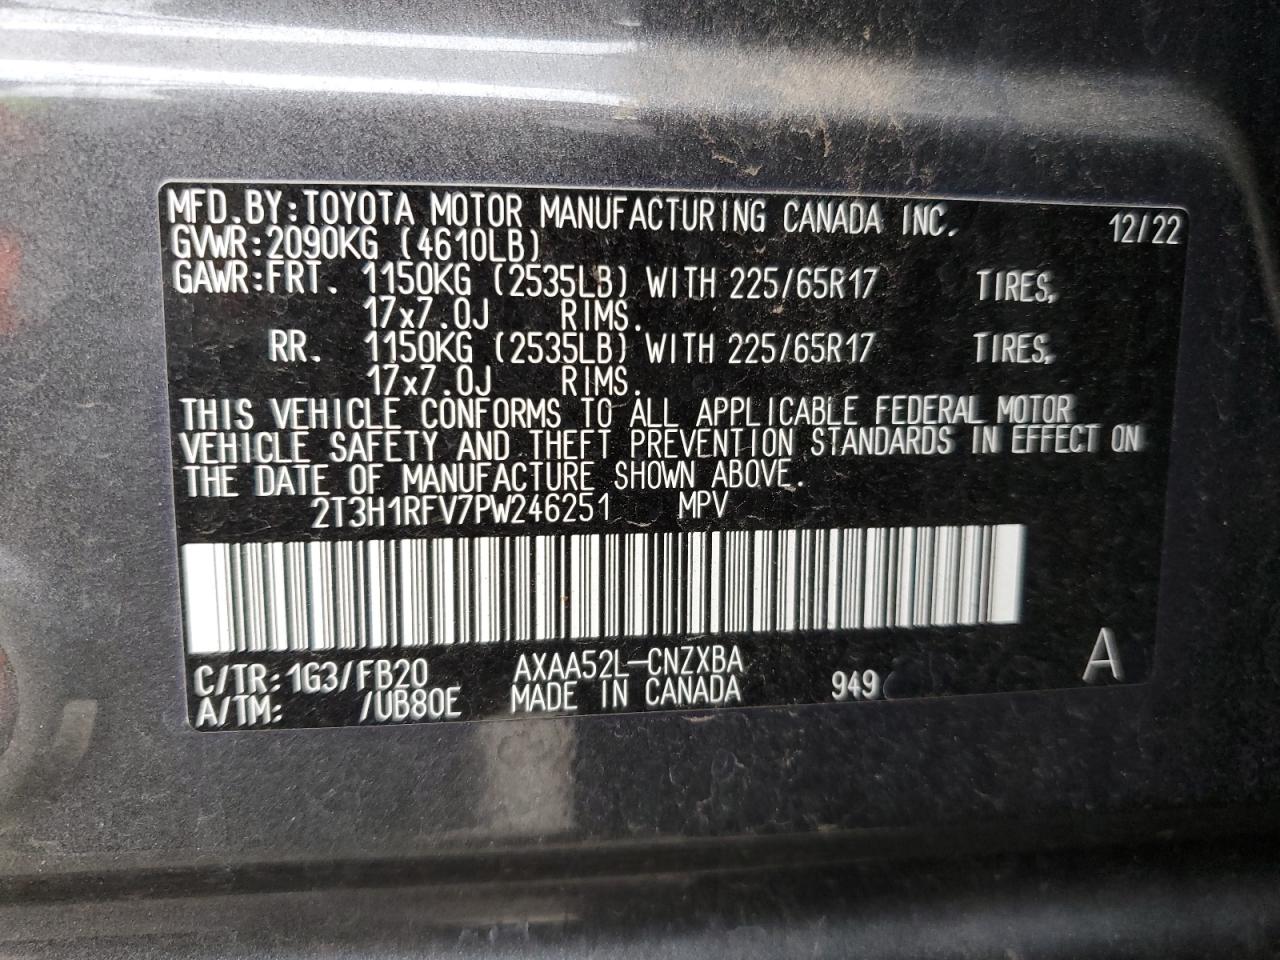 MFD.BY:TOYOTA MOTOR MANUFACTURING CANADA INC. 12/22
GVWR:2090KG (4610LB)
GAWR:FRT. 1150KG (2535LB) WITH 225/65R17 TIRES,
17x7.0J RIMS.
RR. 1150KG (2535LB) WITH 225/65R17 TIRES,
17x7.0J RIMS.
THIS VEHICLE CONFORMS TO ALL APPLICABLE FEDERAL MOTOR
VEHICLE SAFETY AND THEFT PREVENTION STANDARDS IN EFFECT ON
THE DATE OF MANUFACTURE SHOWN ABOVE.
2T3H1RFV7PW246251 MPV
C/TR:1G3/FB20 AXAA52L-CNZXBA A
A/TM: /UB80E MADE IN CANADA 949